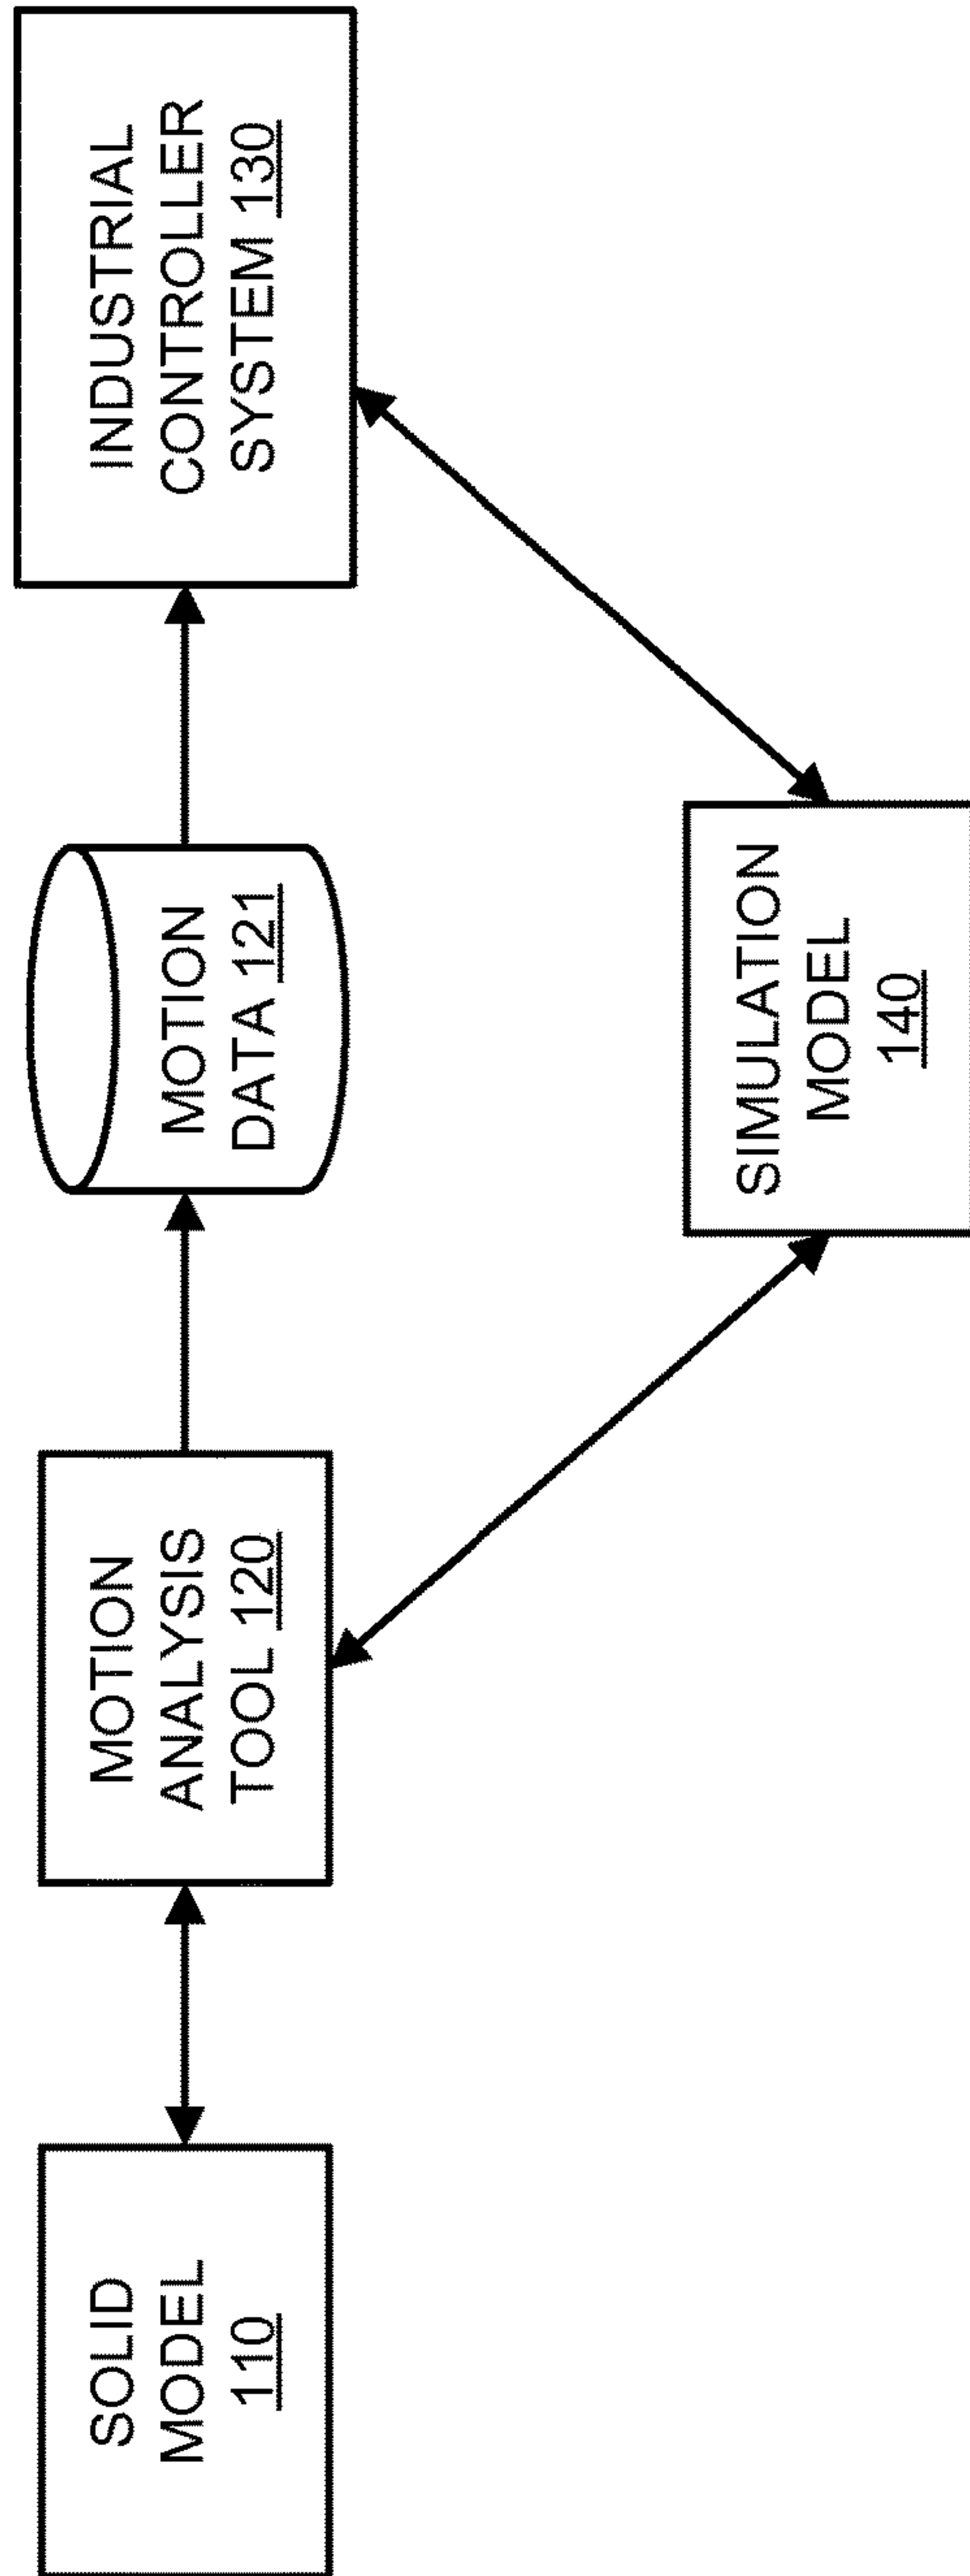 SOLID
MODEL
110
MOTION
ANALYSIS
TOOL 120
MOTION
DATA 121
INDUSTRIAL
CONTROLLER
SYSTEM 130
SIMULATION
MODEL
140